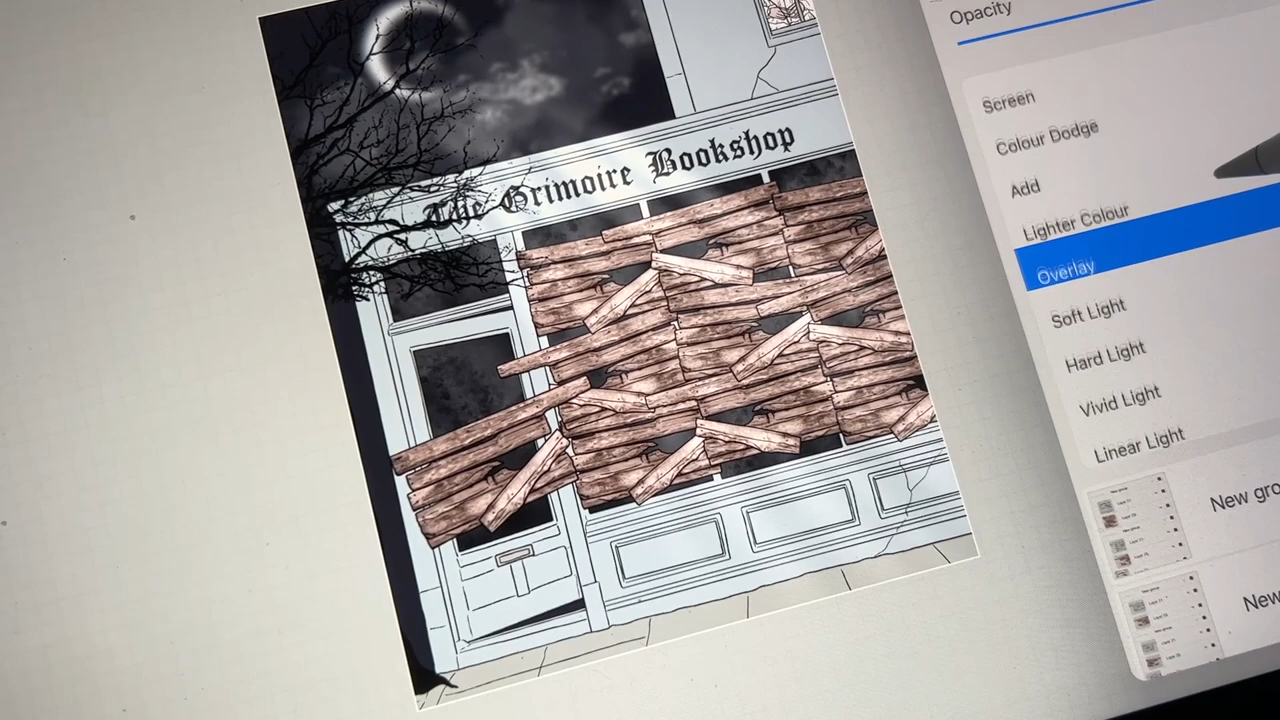 The Grimoire Bookshop
Opacity
Screen
Colour Dodge
Add
Lighter Colour
Overlay
Soft Light
Hard Light
Vivid Light
Linear Light
New gro
New